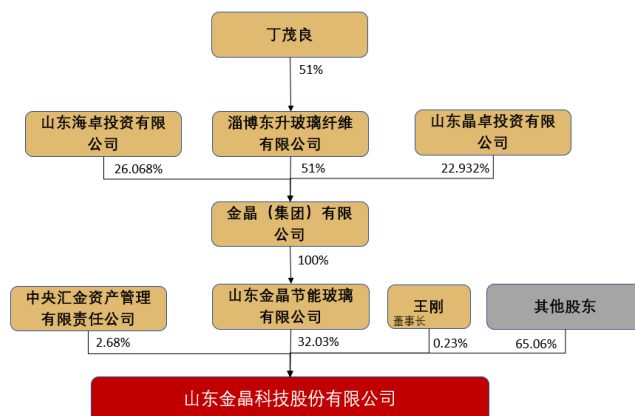 丁茂良
51%
山东海卓投资有限
公司
淄博东升玻璃纤维
有限公司
山东晶卓投资有限
公司
26.068%
51%
22.932%
金晶（集团）有限
公司
100%
中央汇金资产管理
有限责任公司
山东金晶节能玻璃
有限公司
王刚
董事长
其他股东
2.68%
32.03%
0.23%
65.06%
山东金晶科技股份有限公司